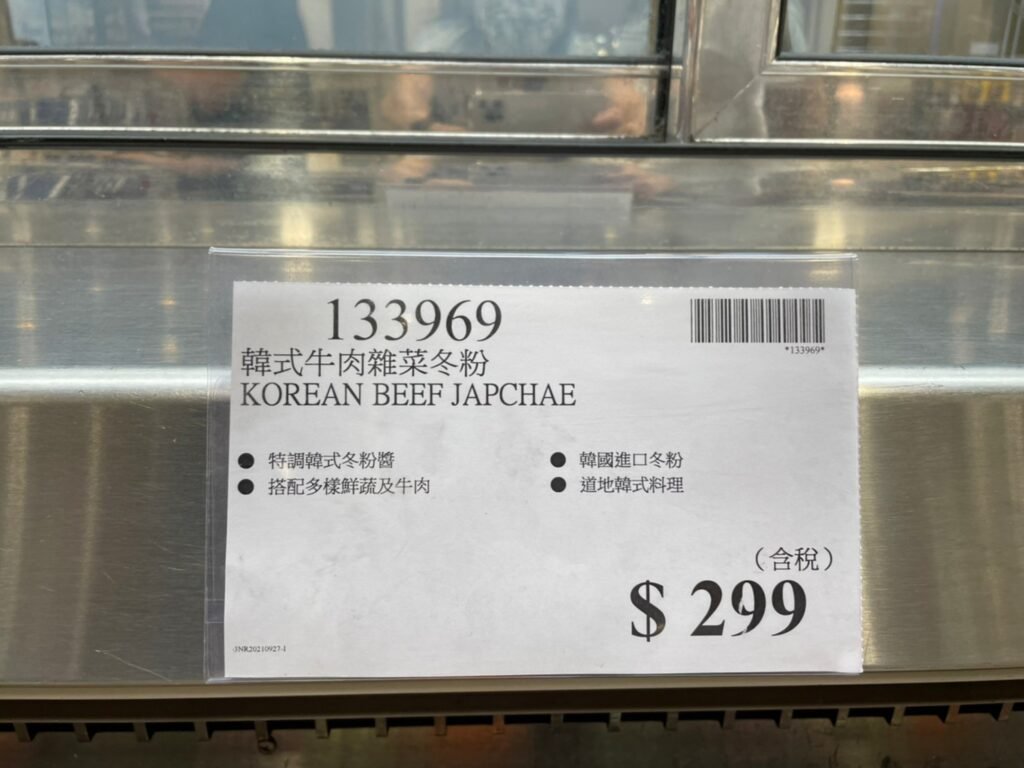 133969
*133969*
韓式牛肉雜菜冬粉
KOREAN BEEF JAPCHAE
● 特調韓式冬粉醬
● 韓國進口冬粉
● 搭配多樣鮮蔬及牛肉
● 道地韓式料理
（含稅）
$ 299
JNR20210927-1